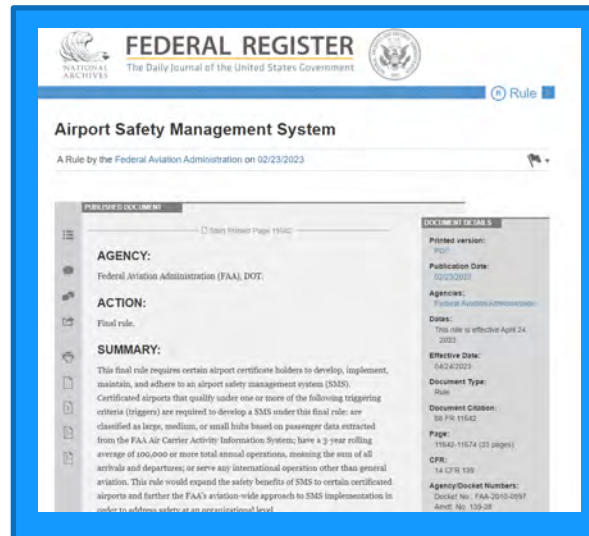 NATIONAL
ARCHIVES
FEDERAL REGISTER
The Daily Journal of the United States Government
Rule
Airport Safety Management System
A Rule by the Federal Aviation Administration on 02/23/2023
PUBLISHED DOCUMENT
Start Printed Page 11642
AGENCY:
Federal Aviation Administration (FAA), DOT.
ACTION:
Final rule.
SUMMARY:
This final rule requires certain airport certificate holders to develop, implement,
maintain, and adhere to an airport safety management system (SMS).
Certificated airports that qualify under one or more of the following triggering
criteria (triggers) are required to develop a SMS under this final rule: are
classified as large, medium, or small hubs based on passenger data extracted
from the FAA Air Carrier Activity Information System; have a 3-year rolling
average of 100,000 or more total annual operations, meaning the sum of all
arrivals and departures; or serve any international operation other than general
aviation. This rule would expand the safety benefits of SMS to certain certificated
airports and further the FAA's aviation-wide approach to SMS implementation in
order to address safety at an organizational level.
DOCUMENT DETAILS
Printed version:
PDF
Publication Date:
02/23/2023
Agencies:
Federal Aviation Administration
Dates:
This rule is effective April 24,
2023.
Effective Date:
04/24/2023
Document Type:
Rule
Document Citation:
88 FR 11642
Page:
11642-11674 (33 pages)
CFR:
14 CFR 139
Agency/Docket Numbers:
Docket No.: FAA-2010-0997
Amdt. No. 139-28